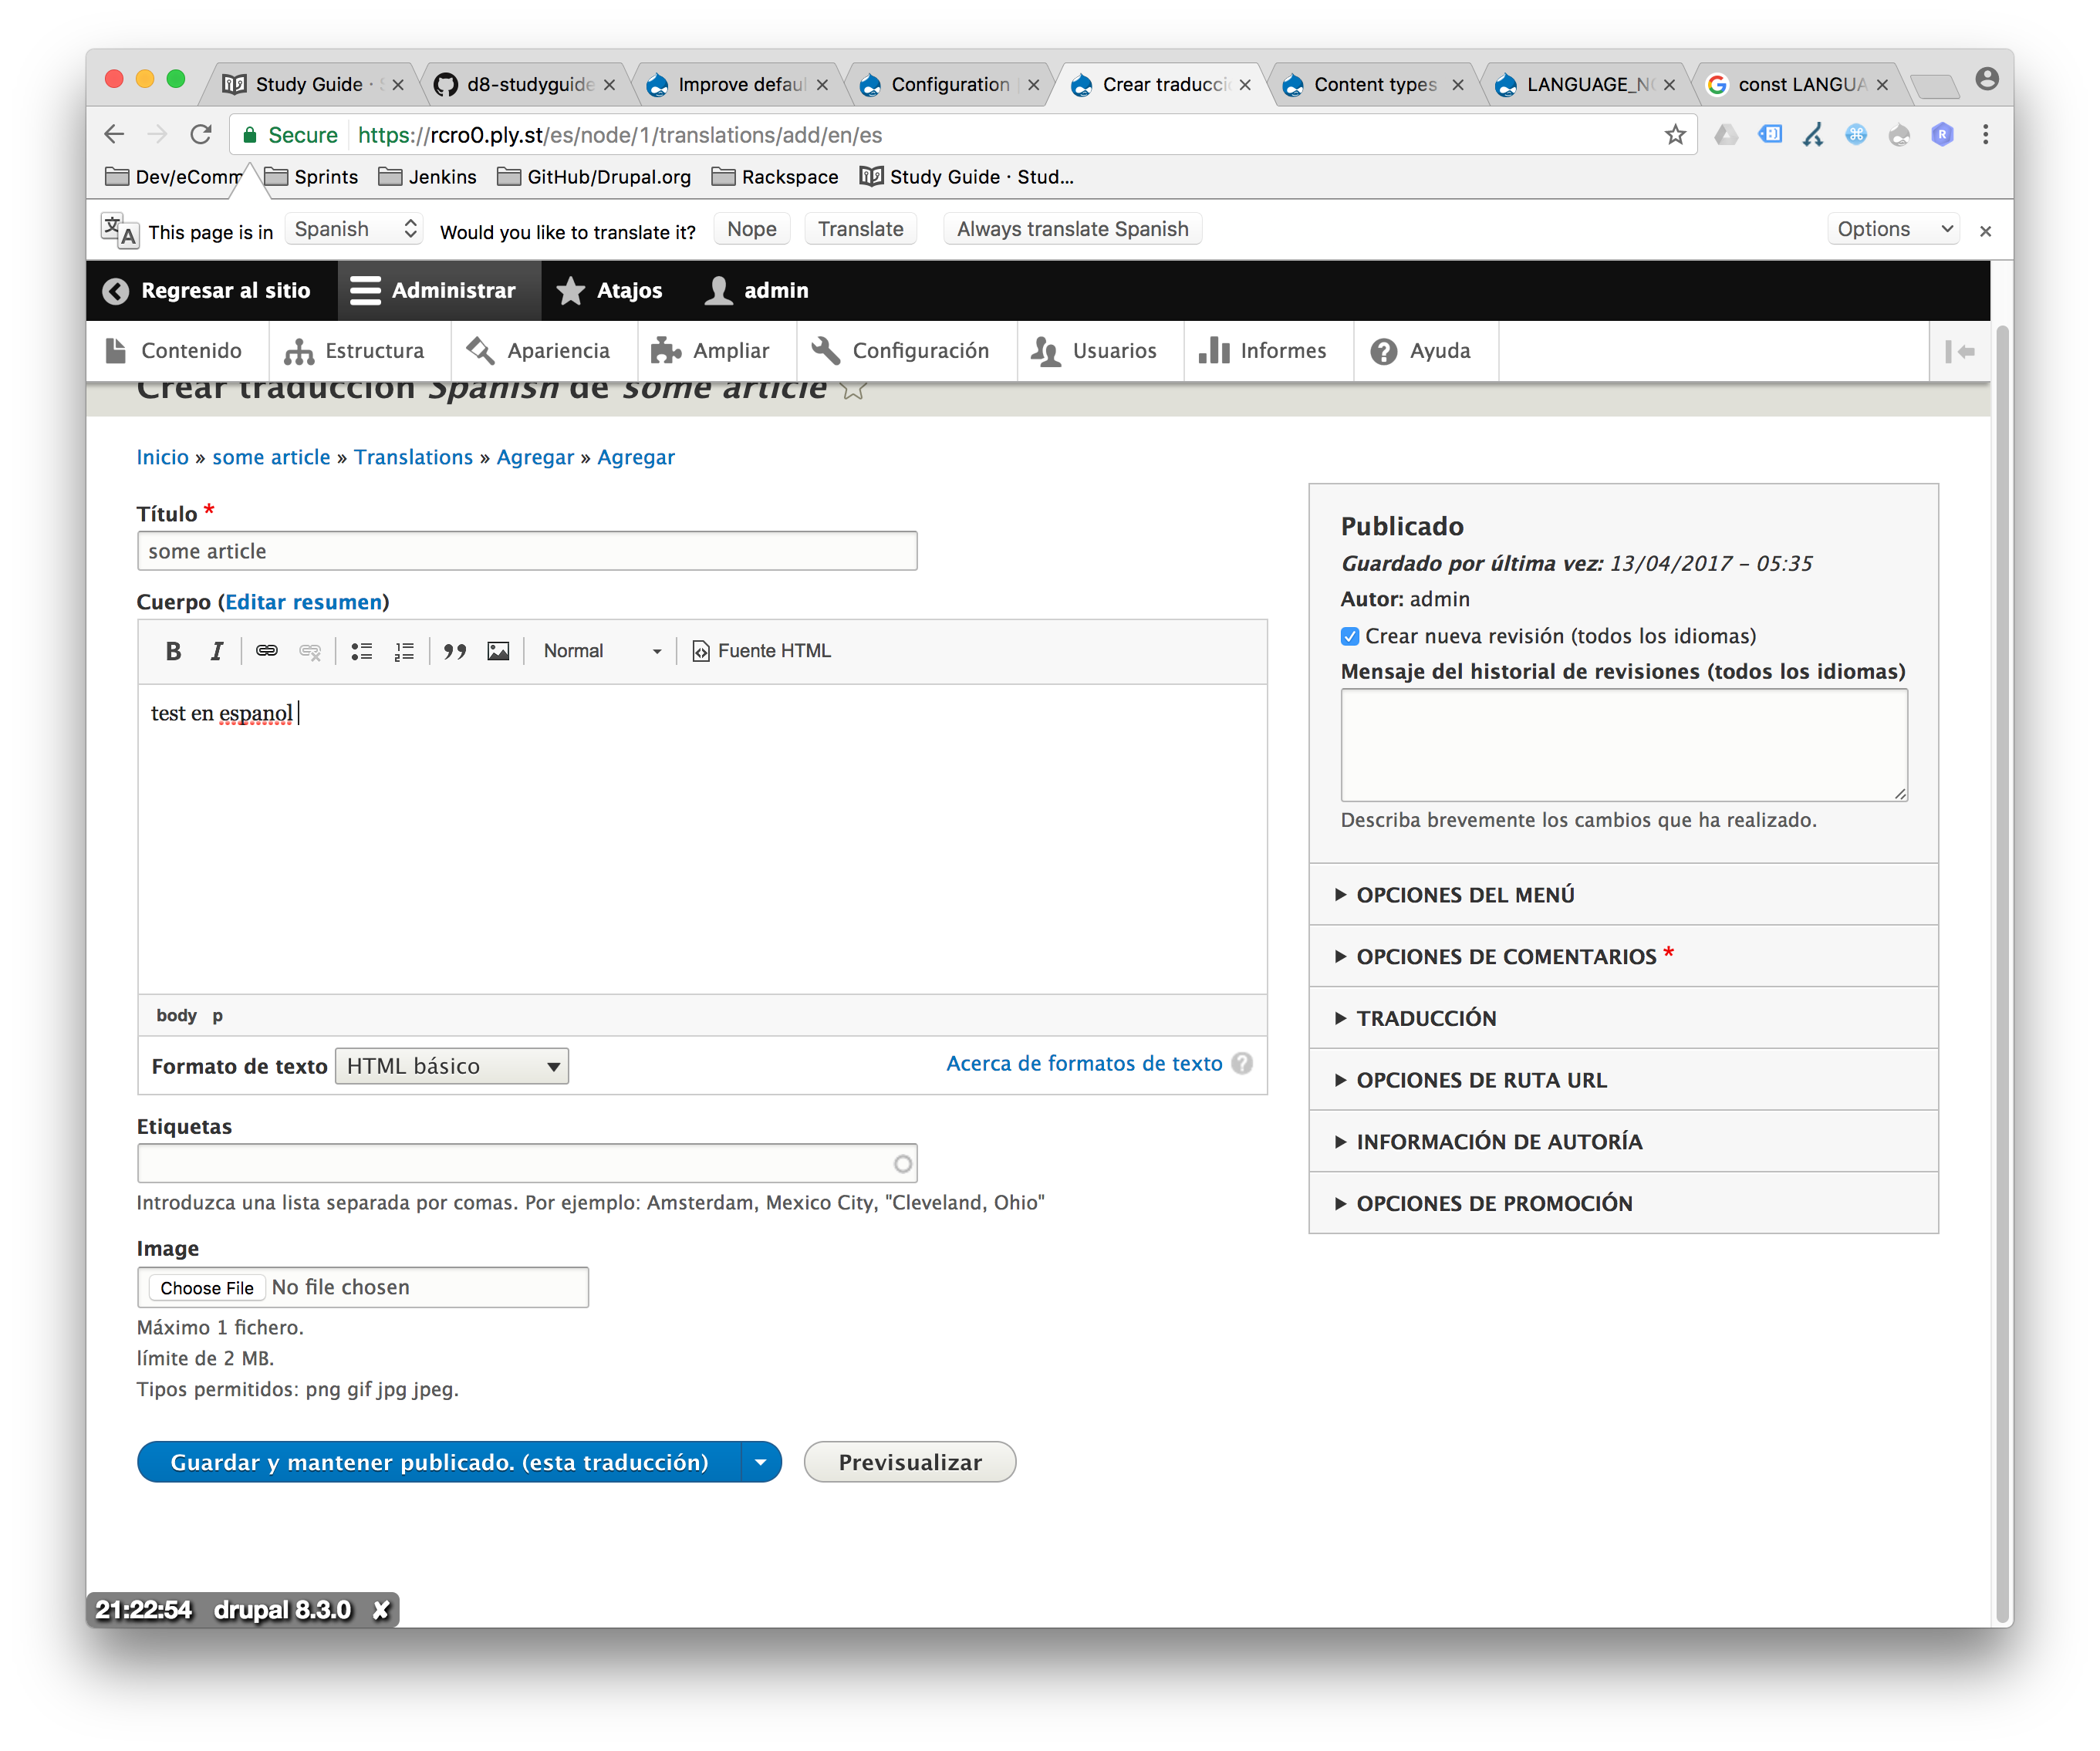 Study Guide · S
d8-studyguide
Improve defaul
Configuration |
Crear traducci
Content types
LANGUAGE_NO
const LANGUA
Secure https://rcro0.ply.st/es/node/1/translations/add/en/es
Dev/eComm Sprints Jenkins GitHub/Drupal.org Rackspace Study Guide · Stud...
This page is in Spanish Would you like to translate it? Nope Translate Always translate Spanish Options
Regresar al sitio Administrar Atajos admin
Contenido Estructura Apariencia Ampliar Configuración Usuarios Informes Ayuda
Crear traducción Spanish de some article
Inicio » some article » Translations » Agregar » Agregar
Título *
some article
Cuerpo (Editar resumen)
B I Normal Fuente HTML
test en espanol
body p
Formato de texto HTML básico Acerca de formatos de texto ?
Etiquetas
Introduzca una lista separada por comas. Por ejemplo: Amsterdam, Mexico City, "Cleveland, Ohio"
Image
Choose File No file chosen
Máximo 1 fichero.
límite de 2 MB.
Tipos permitidos: png gif jpg jpeg.
Guardar y mantener publicado. (esta traducción) Previsualizar
Publicado
Guardado por última vez: 13/04/2017 – 05:35
Autor: admin
Crear nueva revisión (todos los idiomas)
Mensaje del historial de revisiones (todos los idiomas)
Describa brevemente los cambios que ha realizado.
OPCIONES DEL MENÚ
OPCIONES DE COMENTARIOS *
TRADUCCIÓN
OPCIONES DE RUTA URL
INFORMACIÓN DE AUTORÍA
OPCIONES DE PROMOCIÓN
21:22:54 drupal 8.3.0 ✘